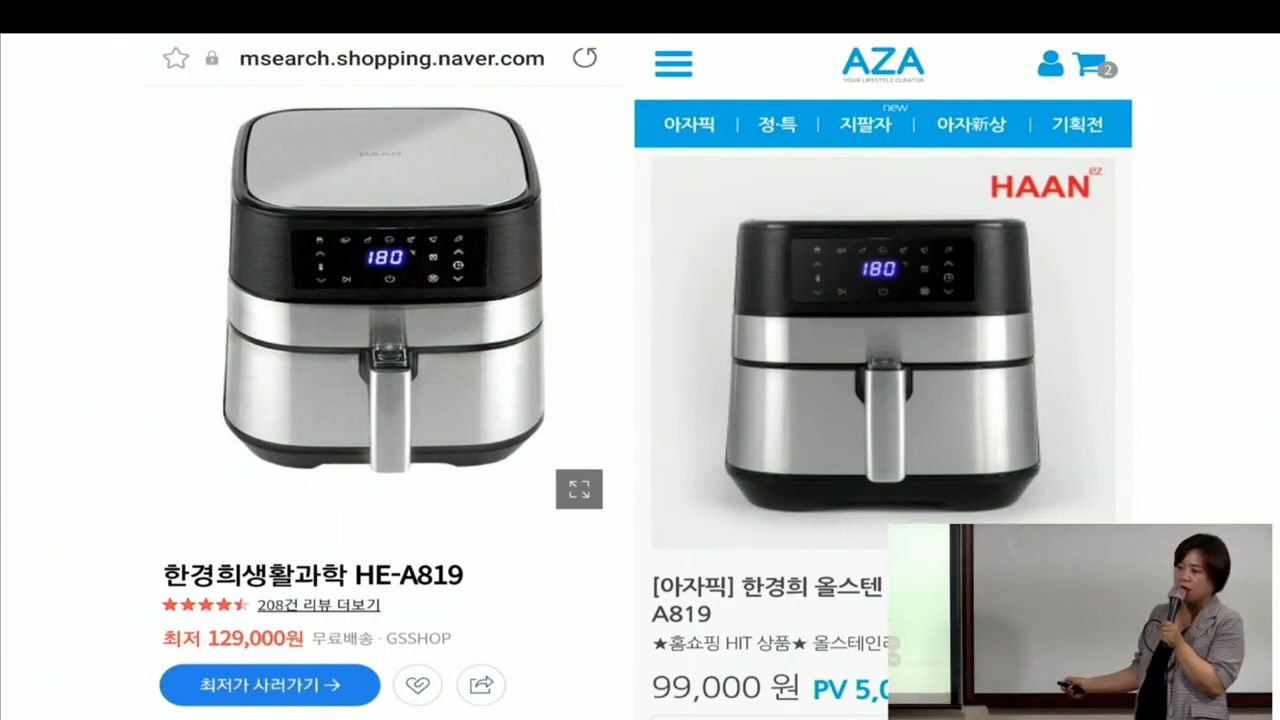 msearch.shopping.naver.com
HAAN
180
한경희생활과학 HE-A819
208건 리뷰 더보기
최저 129,000원 무료배송 · GSSHOP
최저가 사러가기 →
AZA
YOUR LIFESTYLE CURATOR
2
new
아자픽 | 정·특 | 지팔자 | 아자新상 | 기획전
HAAN ez
180
[아자픽] 한경희 올스텐
A819
★홈쇼핑 HIT 상품★ 올스테인
99,000 원 PV 5,0